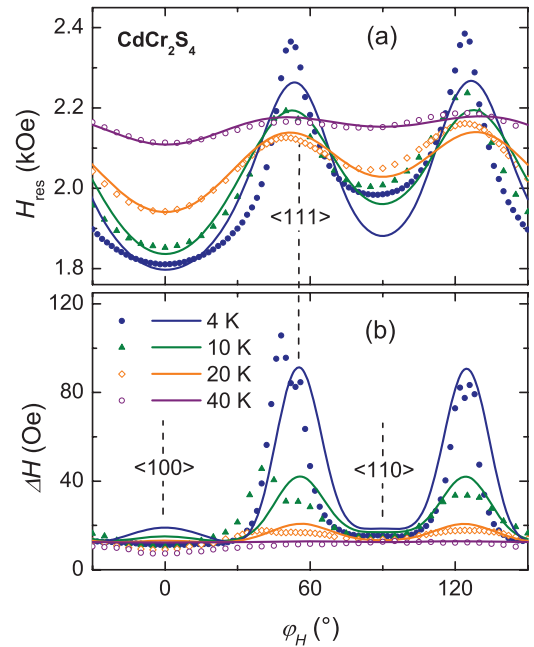 CdCr2S4
(a)
2.4
2.2
2.0
1.8
Hres (kOe)
<111>
(b)
120
80
40
0
ΔH (Oe)
4 K
10 K
20 K
40 K
<100>
<110>
0 60 120
φH (°)